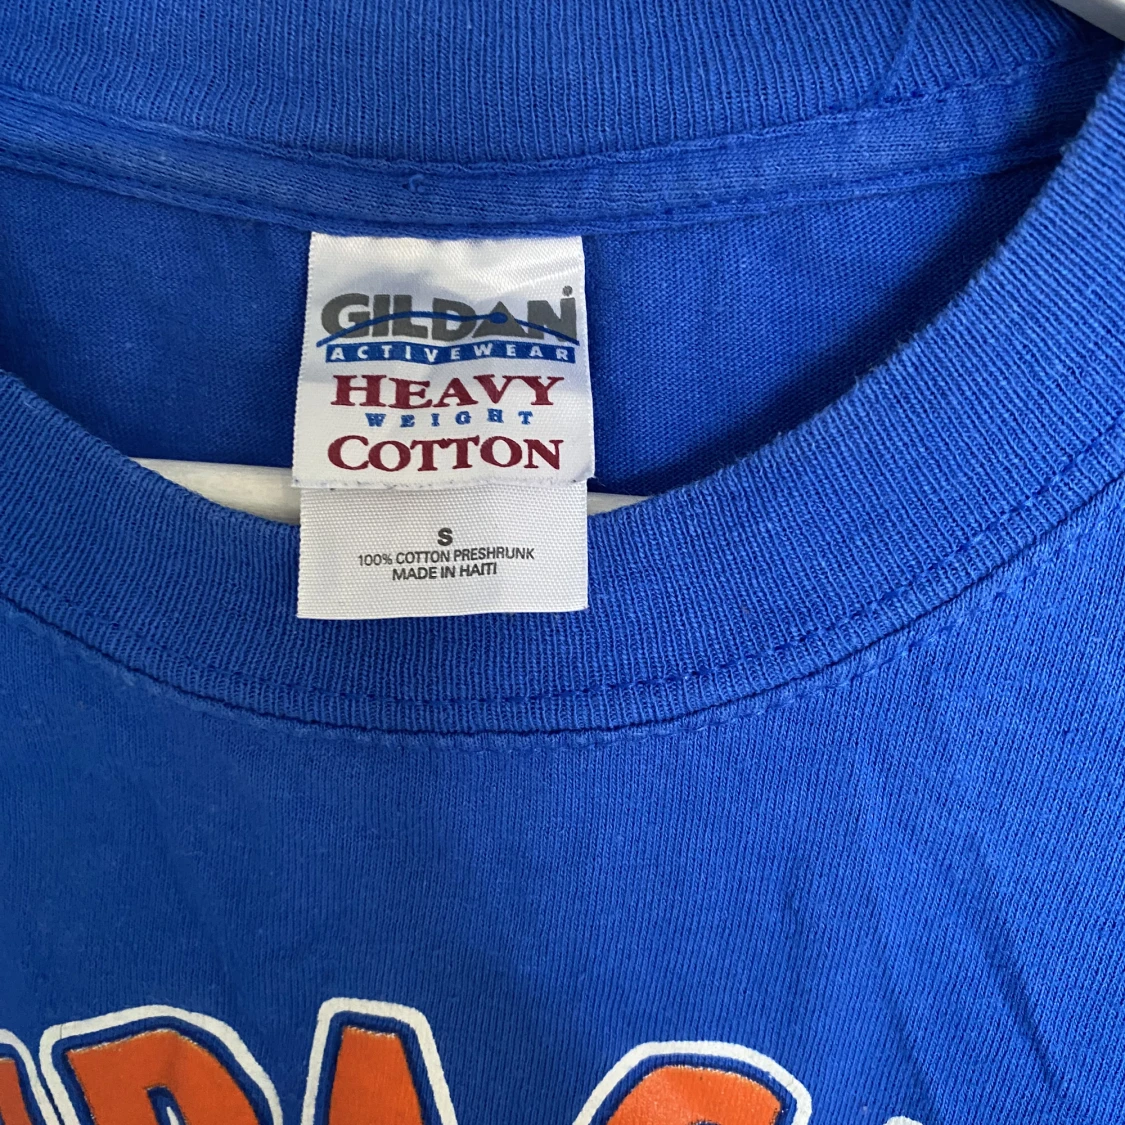 GILDAN
ACTIVEWEAR
HEAVY
WEIGHT
COTTON
S
100% COTTON PRESHRUNK
MADE IN HAITI